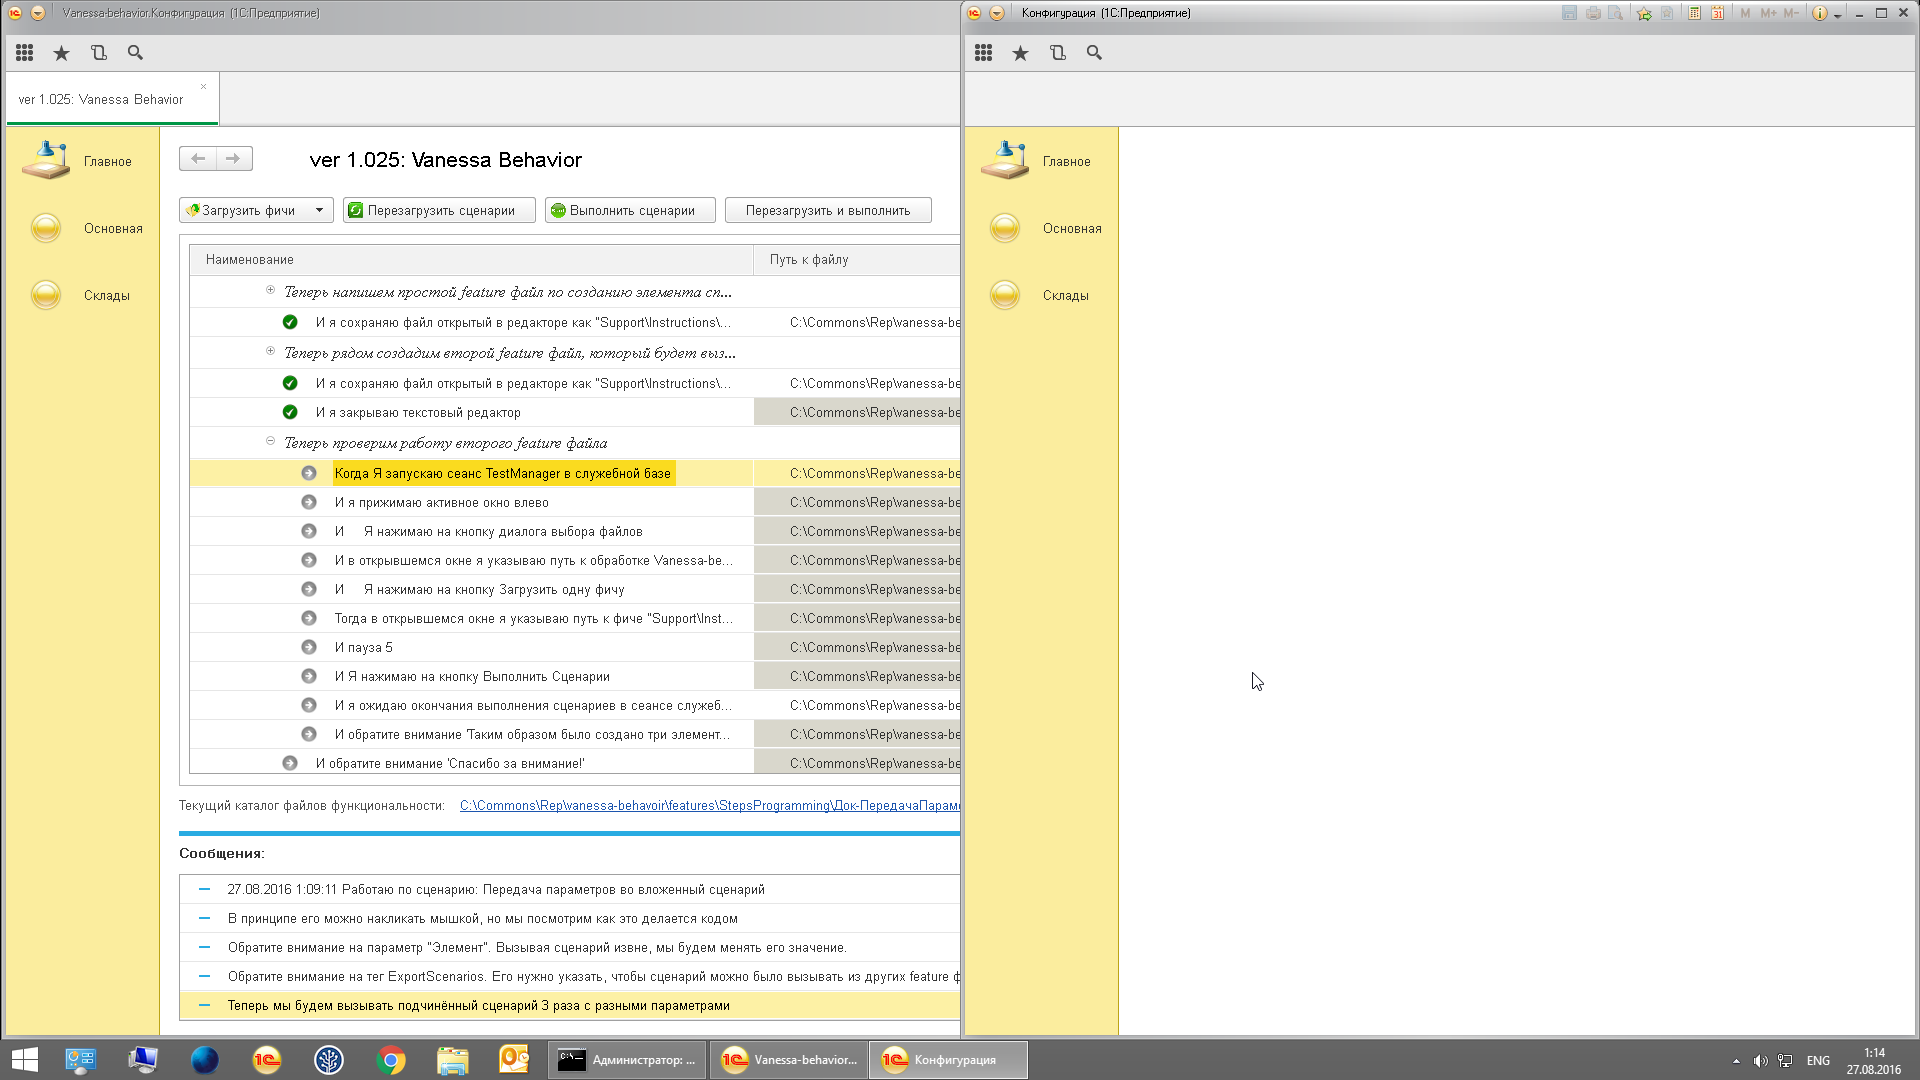 Vanessa-behavior.Конфигурация (1С:Предприятие)
ver 1.025: Vanessa Behavior
Главное
Основная
Склады
ver 1.025: Vanessa Behavior
Загрузить фичи
Перезагрузить сценарии
Выполнить сценарии
Перезагрузить и выполнить
Наименование
Путь к файлу
Теперь напишем простой feature файл по созданию элемента сп...
И я сохраняю файл открытый в редакторе как "Support\Instructions\... C:\Commons\Rep\vanessa-be
Теперь рядом создадим второй feature файл, который будет выз...
И я сохраняю файл открытый в редакторе как "Support\Instructions\... C:\Commons\Rep\vanessa-be
И я закрываю текстовый редактор C:\Commons\Rep\vanessa-be
Теперь проверим работу второго feature файла
Когда Я запускаю сеанс TestManager в служебной базе C:\Commons\Rep\vanessa-be
И я прижимаю активное окно влево C:\Commons\Rep\vanessa-be
И Я нажимаю на кнопку диалога выбора файлов C:\Commons\Rep\vanessa-be
И в открывшемся окне я указываю путь к обработке Vanessa-be... C:\Commons\Rep\vanessa-be
И Я нажимаю на кнопку Загрузить одну фичу C:\Commons\Rep\vanessa-be
Тогда в открывшемся окне я указываю путь к фиче "Support\Inst... C:\Commons\Rep\vanessa-be
И пауза 5 C:\Commons\Rep\vanessa-be
И Я нажимаю на кнопку Выполнить Сценарии C:\Commons\Rep\vanessa-be
И я ожидаю окончания выполнения сценариев в сеансе служеб... C:\Commons\Rep\vanessa-be
И обратите внимание 'Таким образом было создано три элемент... C:\Commons\Rep\vanessa-be
И обратите внимание 'Спасибо за внимание!' C:\Commons\Rep\vanessa-be
Текущий каталог файлов функциональности: C:\Commons\Rep\vanessa-behavoir\features\StepsProgramming\Док-ПередачаПарам
Сообщения:
27.08.2016 1:09:11 Работаю по сценарию: Передача параметров во вложенный сценарий
В принципе его можно накликать мышкой, но мы посмотрим как это делается кодом
Обратите внимание на параметр "Элемент". Вызывая сценарий извне, мы будем менять его значение.
Обратите внимание на тег ExportScenarios. Его нужно указать, чтобы сценарий можно было вызывать из других feature ф
Теперь мы будем вызывать подчинённый сценарий 3 раза с разными параметрами
Конфигурация (1С:Предприятие)
31
M M+ M-
Главное
Основная
Склады
Администратор: ...
Vanessa-behavior...
Конфигурация
ENG
1:14
27.08.2016